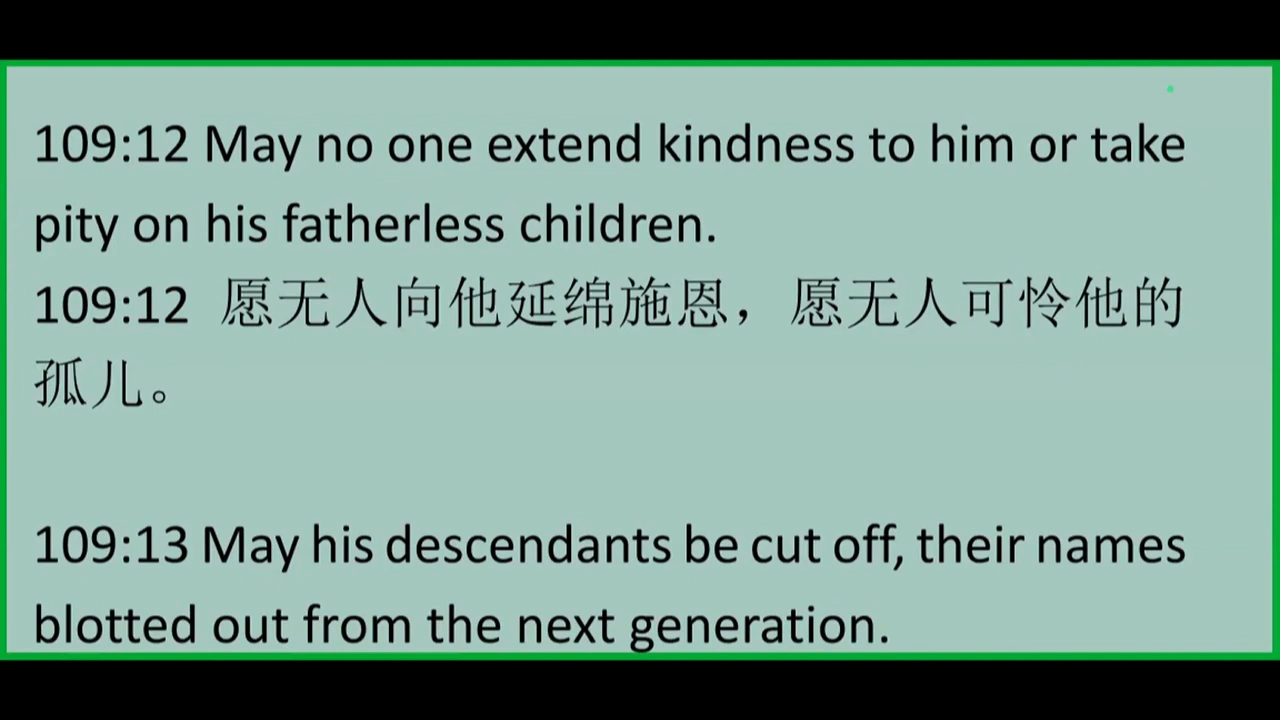 109:12 May no one extend kindness to him or take
pity on his fatherless children.
109:12 愿无人向他延绵施恩，愿无人可怜他的
孤儿。
109:13 May his descendants be cut off, their names
blotted out from the next generation.